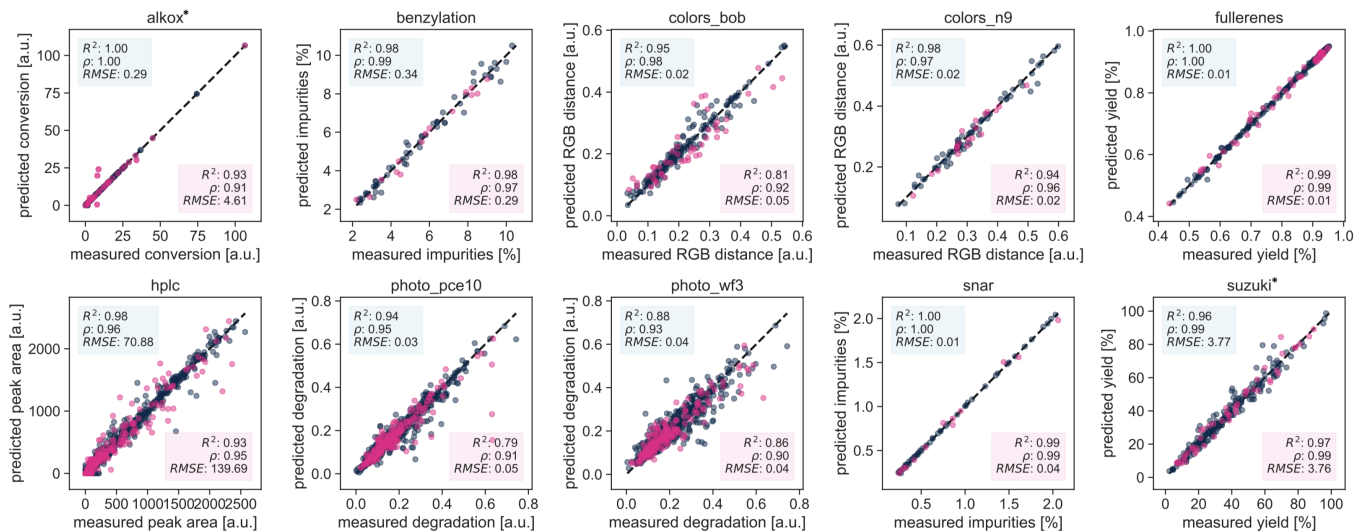 alkox*
predicted conversion [a.u.]
100
75
50
25
0
R²: 1.00
ρ: 1.00
RMSE: 0.29
R²: 0.93
ρ: 0.91
RMSE: 4.61
0 25 50 75 100
measured conversion [a.u.]
benzylation
predicted impurities [%]
10
8
6
4
2
R²: 0.98
ρ: 0.99
RMSE: 0.34
R²: 0.98
ρ: 0.97
RMSE: 0.29
2 4 6 8 10
measured impurities [%]
colors_bob
predicted RGB distance [a.u.]
0.6
0.4
0.2
0.0
R²: 0.95
ρ: 0.98
RMSE: 0.02
R²: 0.81
ρ: 0.92
RMSE: 0.05
0.0 0.1 0.2 0.3 0.4 0.5 0.6
measured RGB distance [a.u.]
colors_n9
predicted RGB distance [a.u.]
0.6
0.4
0.2
R²: 0.98
ρ: 0.97
RMSE: 0.02
R²: 0.94
ρ: 0.96
RMSE: 0.02
0.1 0.2 0.3 0.4 0.5 0.6
measured RGB distance [a.u.]
fullerenes
predicted yield [%]
1.0
0.8
0.6
0.4
R²: 1.00
ρ: 1.00
RMSE: 0.01
R²: 0.99
ρ: 0.99
RMSE: 0.01
0.4 0.5 0.6 0.7 0.8 0.9 1.0
measured yield [%]
hplc
predicted peak area [a.u.]
2000
1000
0
R²: 0.98
ρ: 0.96
RMSE: 70.88
R²: 0.93
ρ: 0.95
RMSE: 139.69
0 500 1000 1500 2000 2500
measured peak area [a.u.]
photo_pce10
predicted degradation [a.u.]
0.8
0.6
0.4
0.2
0.0
R²: 0.94
ρ: 0.95
RMSE: 0.03
R²: 0.79
ρ: 0.91
RMSE: 0.05
0.0 0.2 0.4 0.6 0.8
measured degradation [a.u.]
photo_wf3
predicted degradation [a.u.]
0.8
0.6
0.4
0.2
0.0
R²: 0.88
ρ: 0.93
RMSE: 0.04
R²: 0.86
ρ: 0.90
RMSE: 0.04
0.0 0.2 0.4 0.6 0.8
measured degradation [a.u.]
snar
predicted impurities [%]
2.0
1.5
1.0
0.5
R²: 1.00
ρ: 1.00
RMSE: 0.01
R²: 0.99
ρ: 0.99
RMSE: 0.04
0.5 1.0 1.5 2.0
measured impurities [%]
suzuki*
predicted yield [%]
100
80
60
40
20
0
R²: 0.96
ρ: 0.99
RMSE: 3.77
R²: 0.97
ρ: 0.99
RMSE: 3.76
0 20 40 60 80 100
measured yield [%]